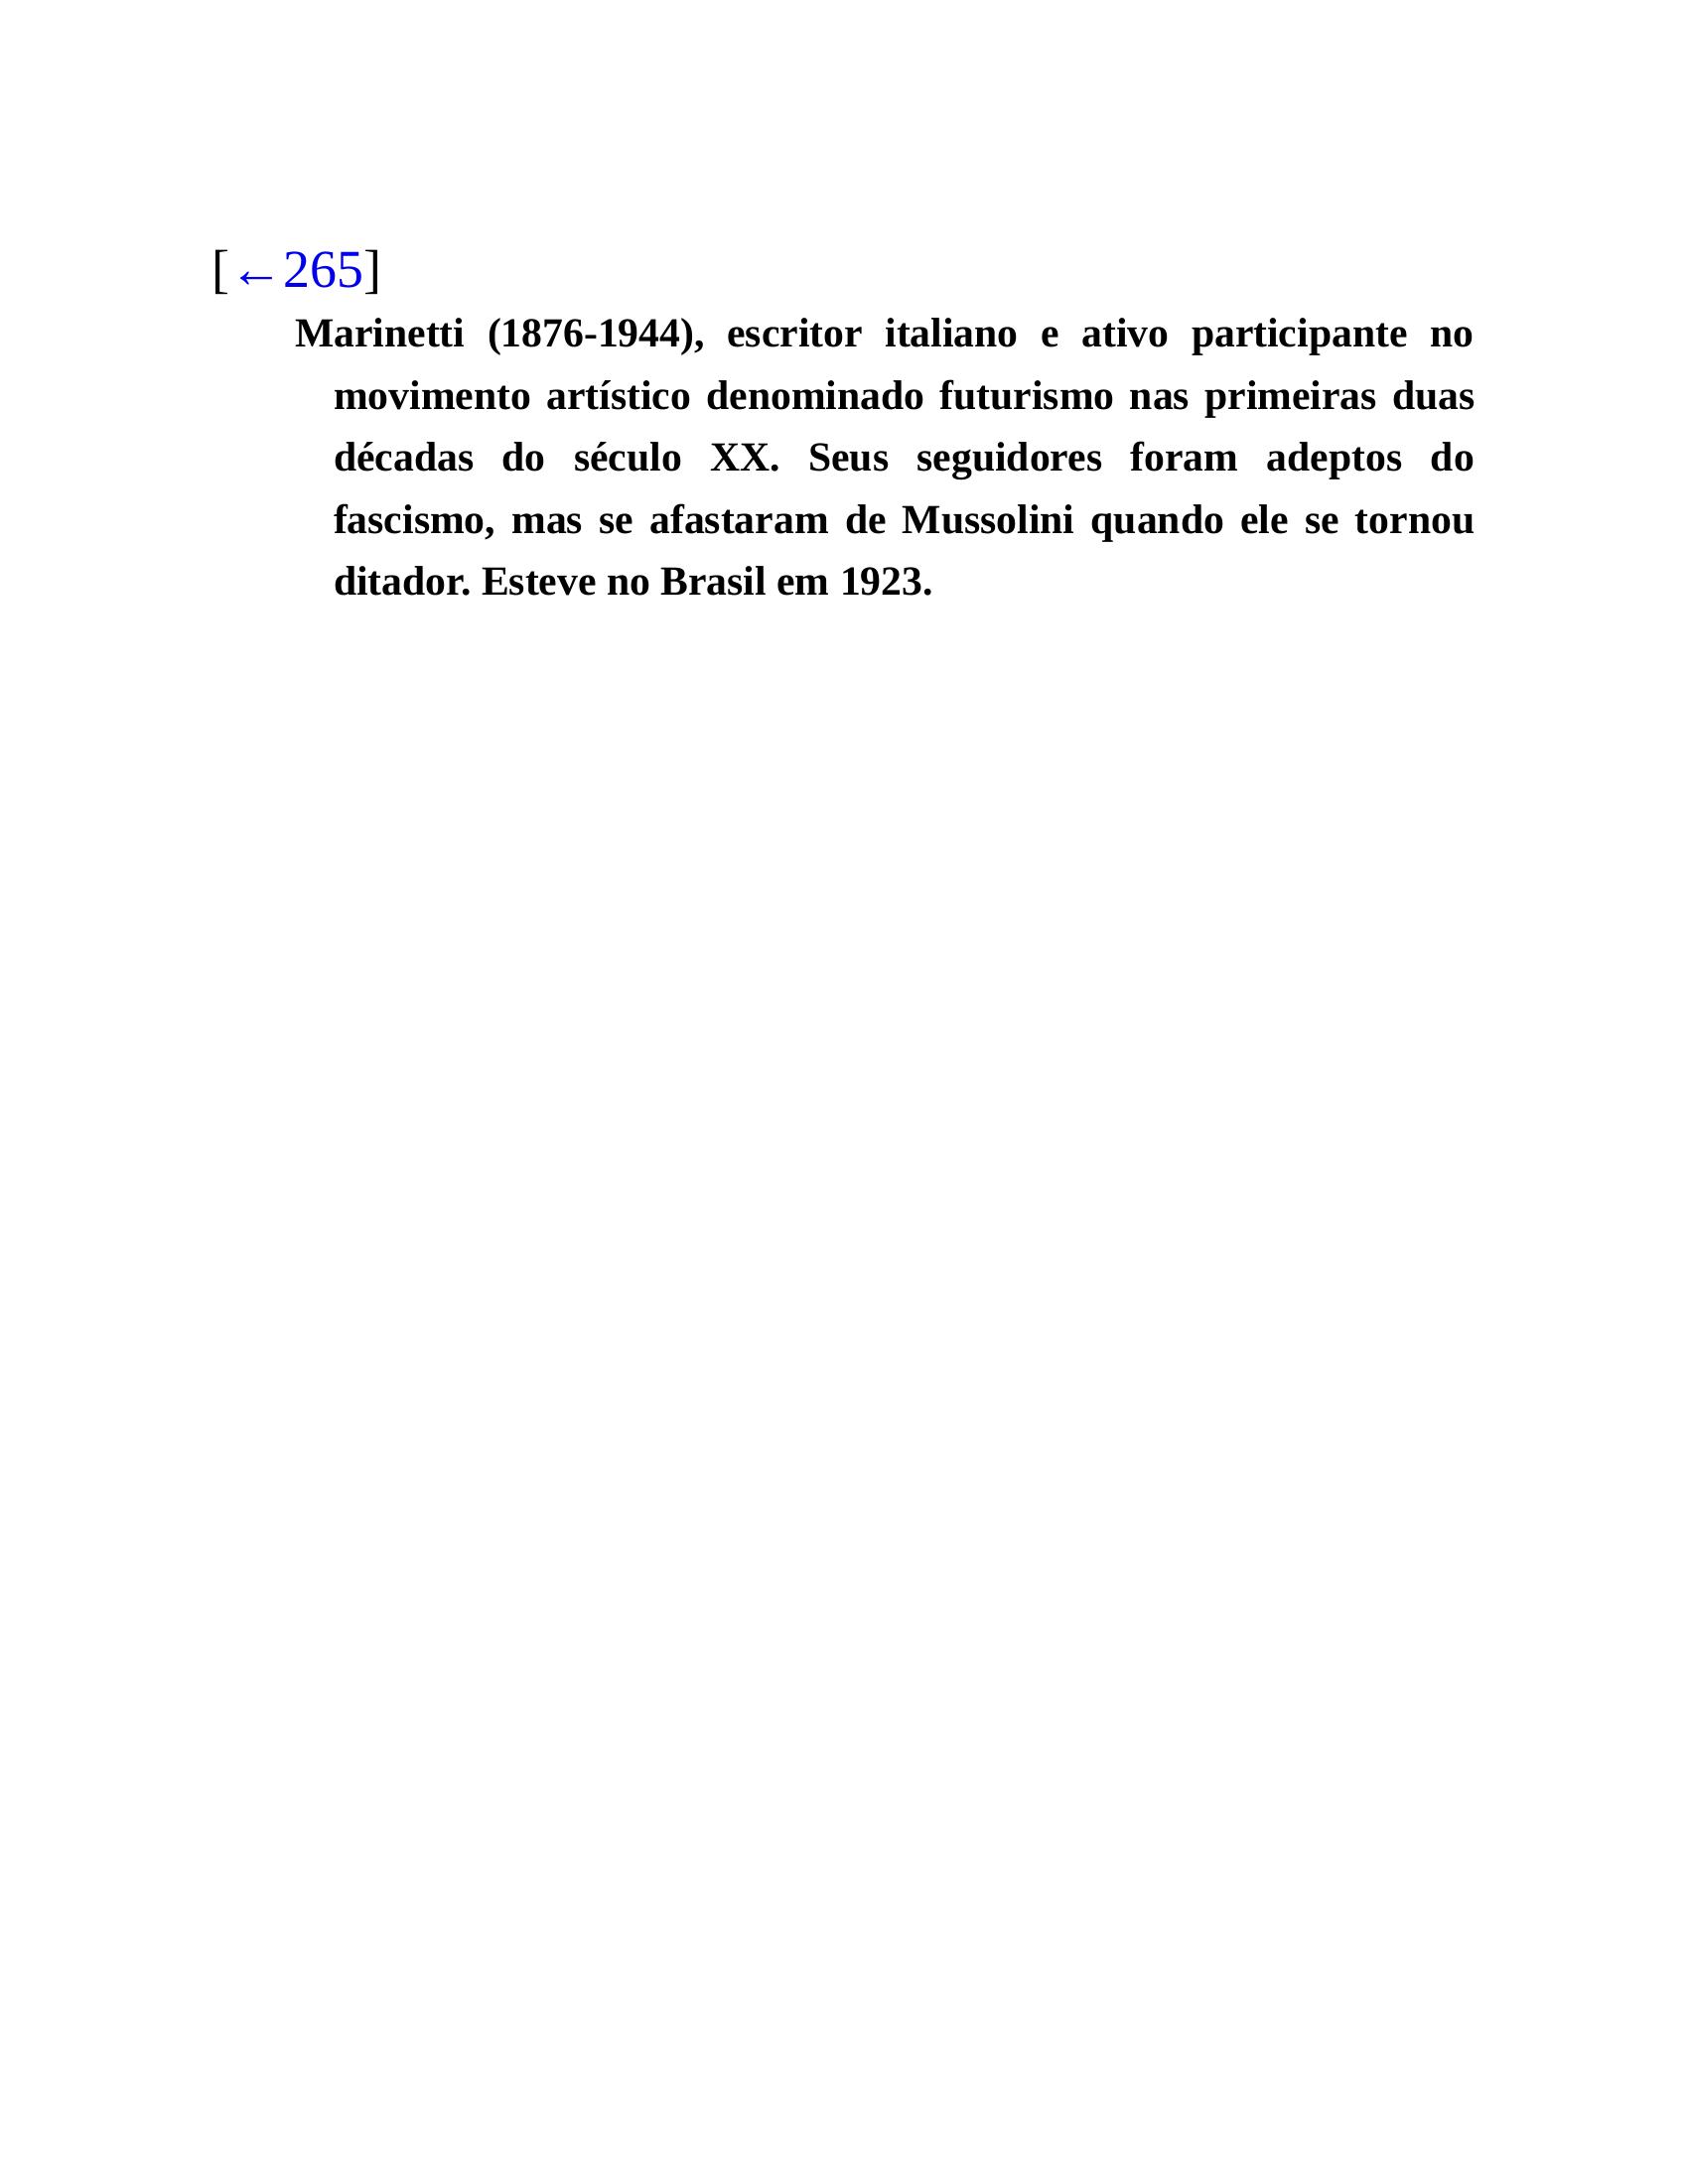 [←265]
Marinetti (1876-1944), escritor italiano e ativo participante no
movimento artístico denominado futurismo nas primeiras duas
décadas do século XX. Seus seguidores foram adeptos do
fascismo, mas se afastaram de Mussolini quando ele se tornou
ditador. Esteve no Brasil em 1923.